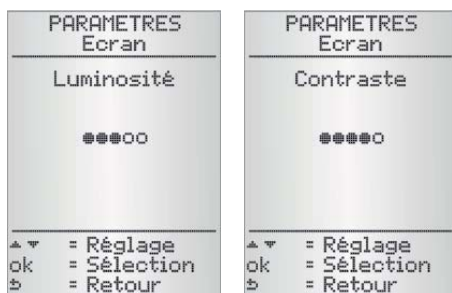 PARAMETRES
Ecran
Luminosité
●●●○○
▲▼ = Réglage
ok = Sélection
⮌ = Retour
PARAMETRES
Ecran
Contraste
●●●●○
▲▼ = Réglage
ok = Sélection
⮌ = Retour